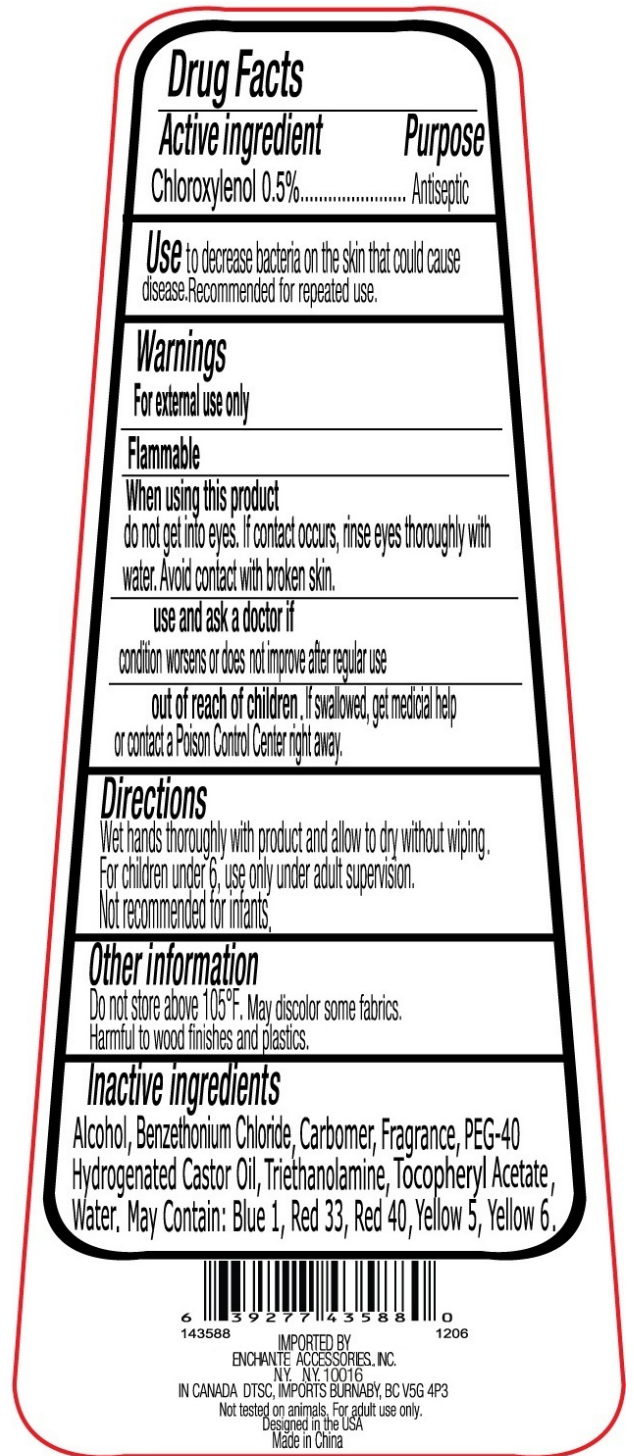 Drug Facts
Active ingredient Purpose
Chloroxylenol 0.5%....................... Antiseptic
Use to decrease bacteria on the skin that could cause
disease.Recommended for repeated use.
Warnings
For external use only
Flammable
When using this product
do not get into eyes. If contact occurs, rinse eyes thoroughly with
water. Avoid contact with broken skin.
use and ask a doctor if
condition worsens or does not improve after regular use
out of reach of children. If swallowed, get medicial help
or contact a Poison Control Center right away.
Directions
Wet hands thoroughly with product and allow to dry without wiping.
For children under 6, use only under adult supervision.
Not recommended for infants.
Other information
Do not store above 105°F. May discolor some fabrics.
Harmful to wood finishes and plastics.
Inactive ingredients
Alcohol, Benzethonium Chloride, Carbomer, Fragrance, PEG-40
Hydrogenated Castor Oil, Triethanolamine, Tocopheryl Acetate,
Water. May Contain: Blue 1, Red 33, Red 40, Yellow 5, Yellow 6.
6 39277 43588 0
143588 1206
IMPORTED BY
ENCHANTE ACCESSORIES., INC.
N.Y. N.Y. 10016
IN CANADA DTSC, IMPORTS BURNABY, BC V5G 4P3
Not tested on animals. For adult use only.
Designed in the USA
Made in China